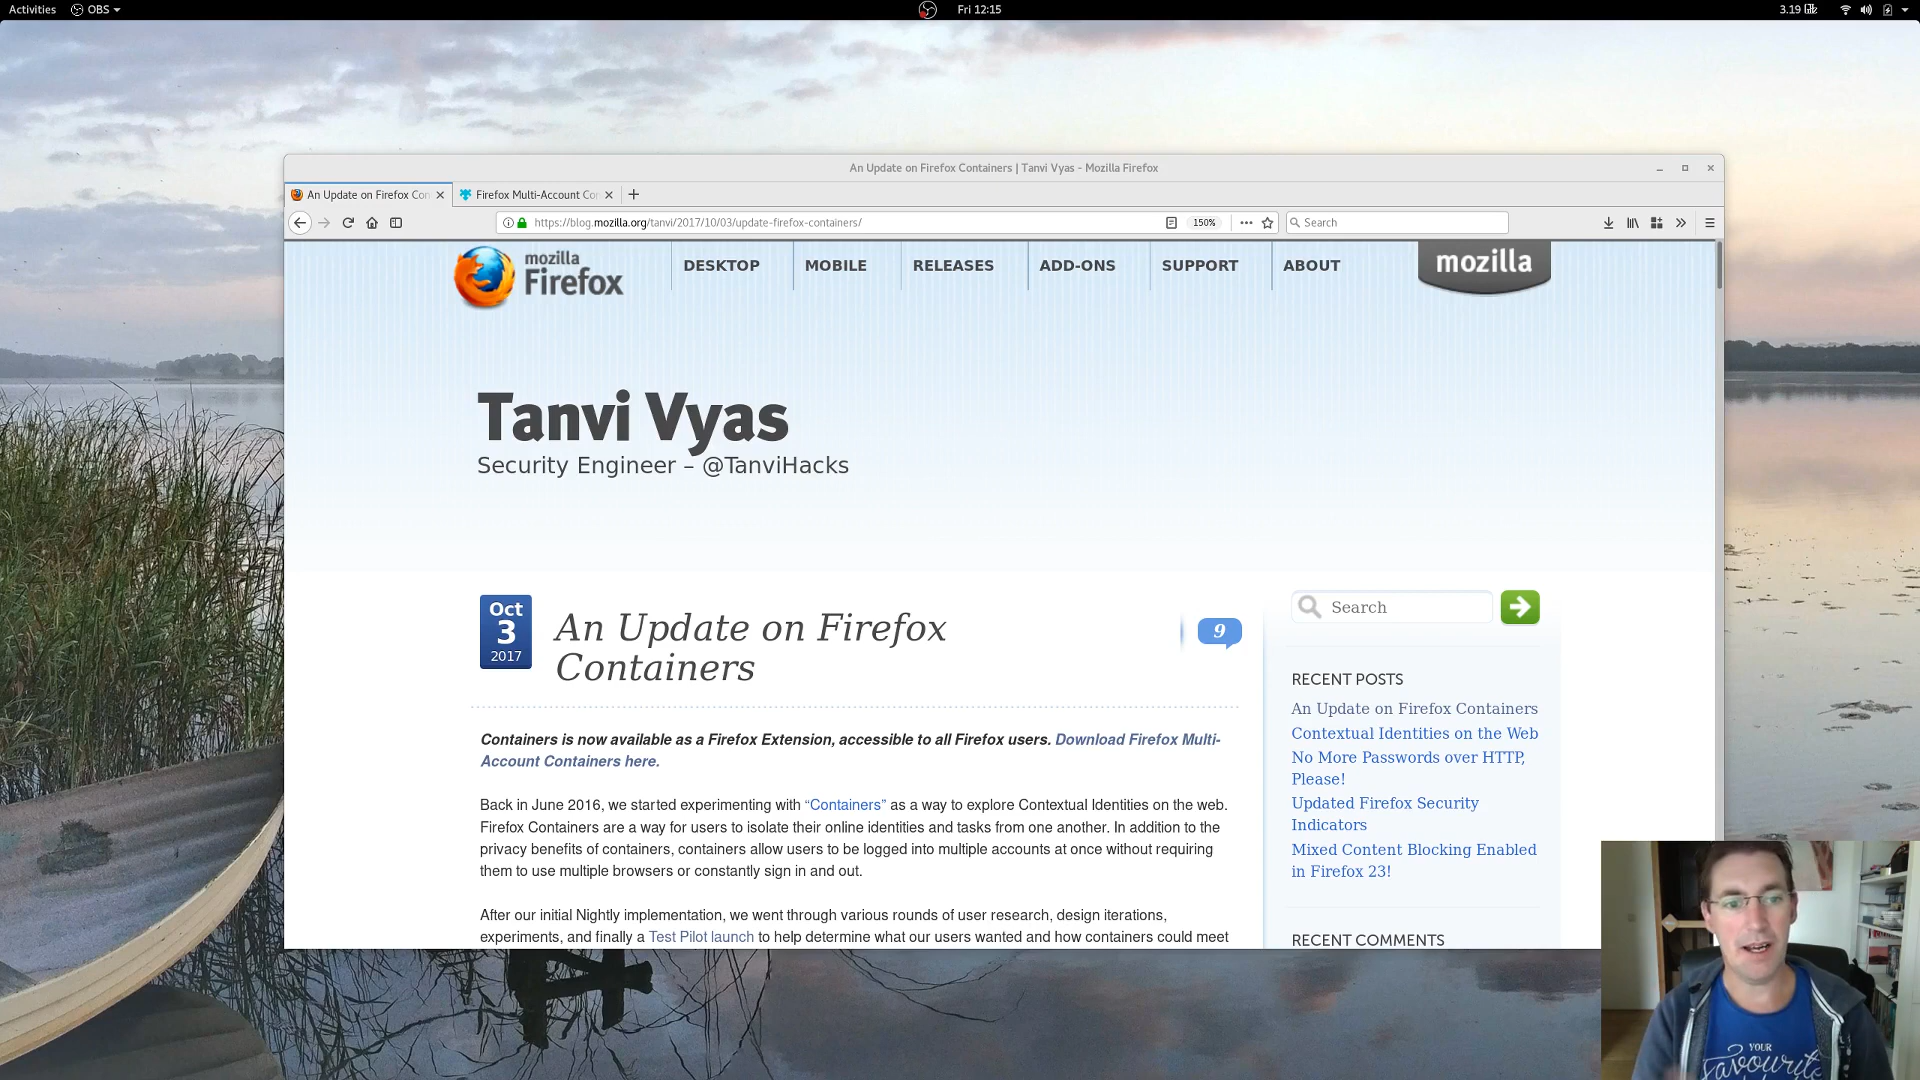 Activities OBS Fri 12:15 3.19
An Update on Firefox Containers | Tanvi Vyas - Mozilla Firefox
An Update on Firefox Con Firefox Multi-Account Co
https://blog.mozilla.org/tanvi/2017/10/03/update-firefox-containers/ 150% Search
mozilla
Firefox
DESKTOP MOBILE RELEASES ADD-ONS SUPPORT ABOUT
mozilla
Tanvi Vyas
Security Engineer – @TanviHacks
Oct
3
2017
An Update on Firefox
Containers
9
Containers is now available as a Firefox Extension, accessible to all Firefox users. Download Firefox Multi-
Account Containers here.
Back in June 2016, we started experimenting with “Containers” as a way to explore Contextual Identities on the web.
Firefox Containers are a way for users to isolate their online identities and tasks from one another. In addition to the
privacy benefits of containers, containers allow users to be logged into multiple accounts at once without requiring
them to use multiple browsers or constantly sign in and out.
After our initial Nightly implementation, we went through various rounds of user research, design iterations,
experiments, and finally a Test Pilot launch to help determine what our users wanted and how containers could meet
Search
RECENT POSTS
An Update on Firefox Containers
Contextual Identities on the Web
No More Passwords over HTTP,
Please!
Updated Firefox Security
Indicators
Mixed Content Blocking Enabled
in Firefox 23!
RECENT COMMENTS
YOUR
Favourite